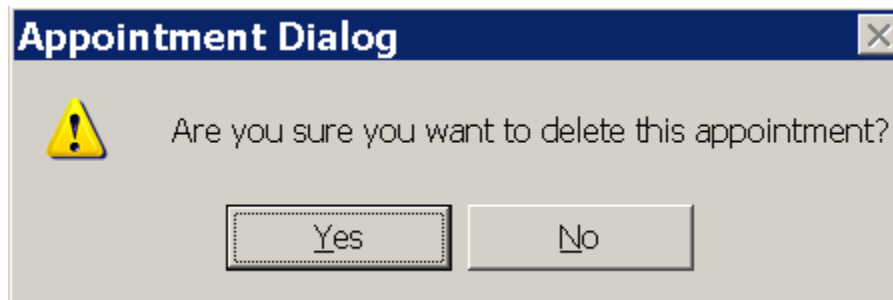 Appointment Dialog
Are you sure you want to delete this appointment?
Yes
No